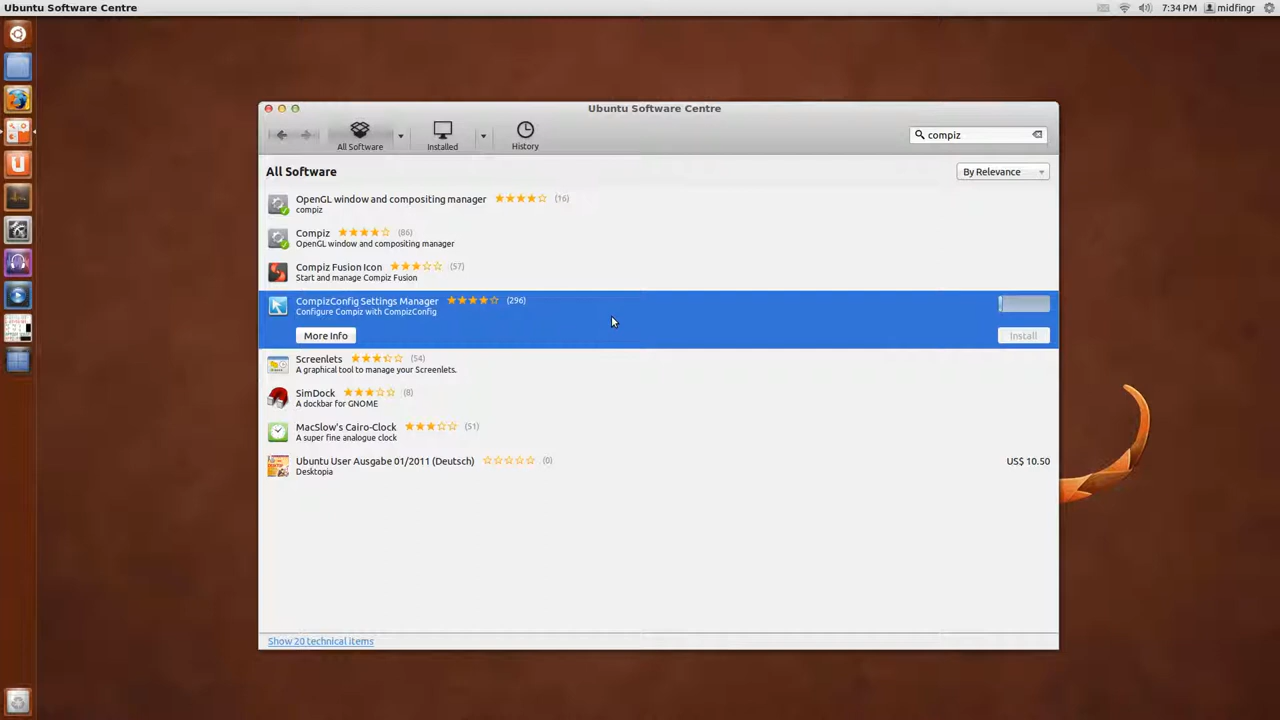 Ubuntu Software Centre
7:34 PM midfingr
Ubuntu Software Centre
All Software
Installed
History
compiz
All Software
By Relevance
OpenGL window and compositing manager (16)
compiz
Compiz (86)
OpenGL window and compositing manager
Compiz Fusion Icon (57)
Start and manage Compiz Fusion
CompizConfig Settings Manager (296)
Configure Compiz with CompizConfig
More Info
Install
Screenlets (54)
A graphical tool to manage your Screenlets.
SimDock (8)
A dockbar for GNOME
MacSlow's Cairo-Clock (51)
A super fine analogue clock
Ubuntu User Ausgabe 01/2011 (Deutsch) (0)
US$ 10.50
Desktopia
Show 20 technical items